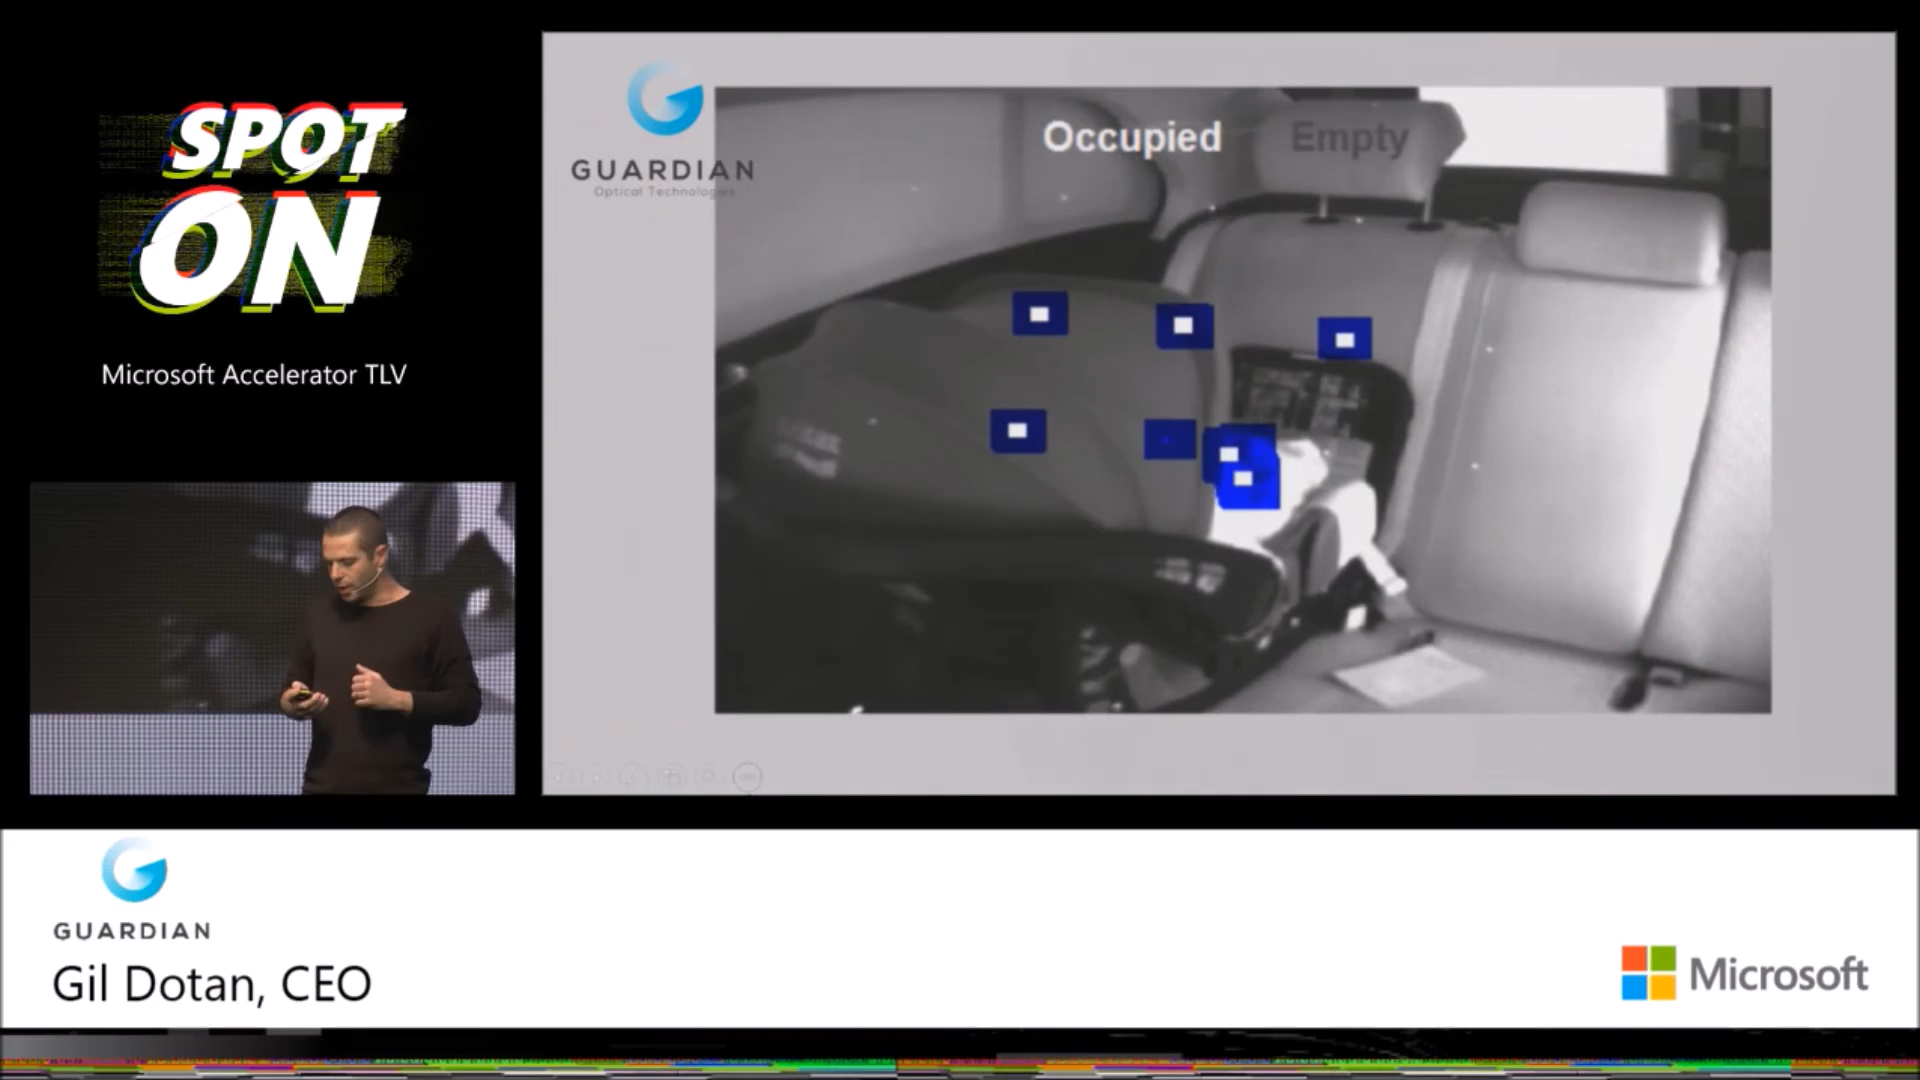 SPOT
ON
Microsoft Accelerator TLV
GUARDIAN
Optical Technologies
Occupied Empty
GUARDIAN
Gil Dotan, CEO
Microsoft